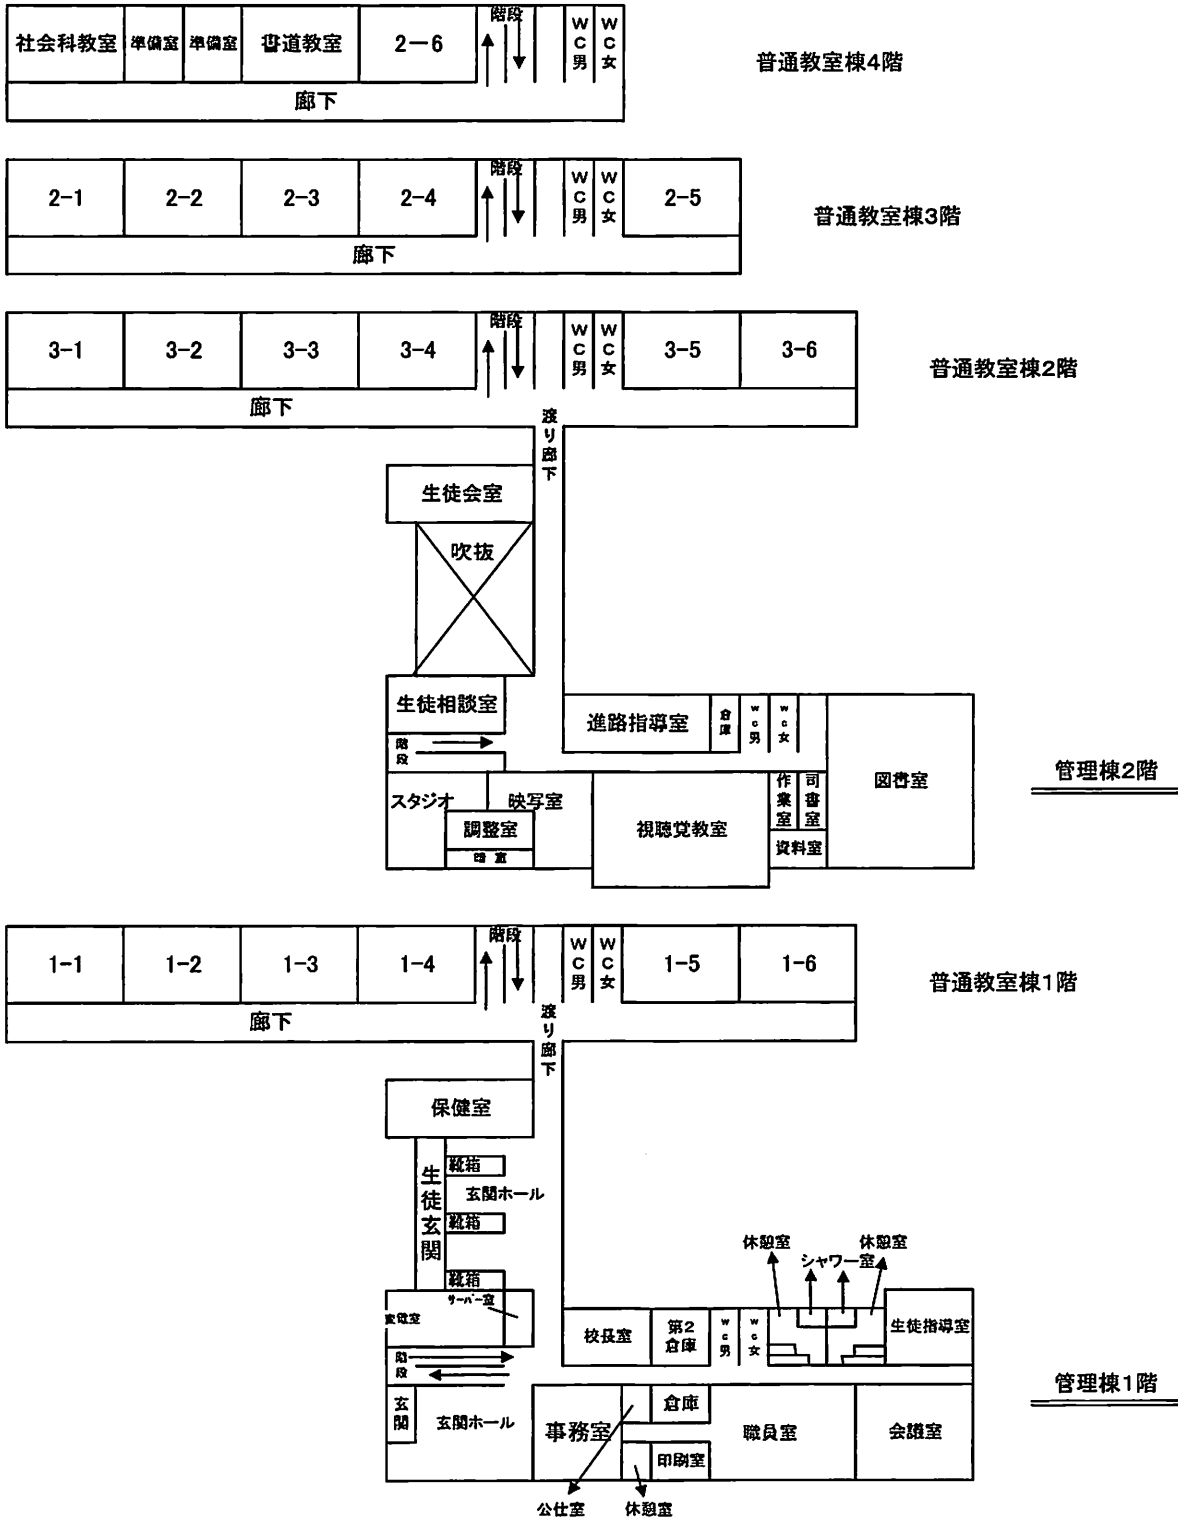 階段
社会科教室 準備室 準備室 書道教室 2-6 WC男 WC女
廊下
普通教室棟4階
階段
2-1 2-2 2-3 2-4 WC男 WC女 2-5
廊下
普通教室棟3階
階段
3-1 3-2 3-3 3-4 WC男 WC女 3-5 3-6
廊下
普通教室棟2階
渡り廊下
生徒会室
吹抜
生徒相談室
階段
進路指導室 倉庫 wc男 wc女
図書室
管理棟2階
スタジオ 映写室
調整室
暗室
視聴覚教室
作業室 司書室
資料室
階段
1-1 1-2 1-3 1-4 WC男 WC女 1-5 1-6
廊下
普通教室棟1階
渡り廊下
保健室
生徒玄関
靴箱
玄関ホール
靴箱
靴箱
サーバー室
階段
休憩室 シャワー室 休憩室
校長室 第2倉庫 wc男 wc女
生徒指導室
管理棟1階
玄関 玄関ホール
事務室 倉庫 職員室 会議室
印刷室
公仕室 休憩室